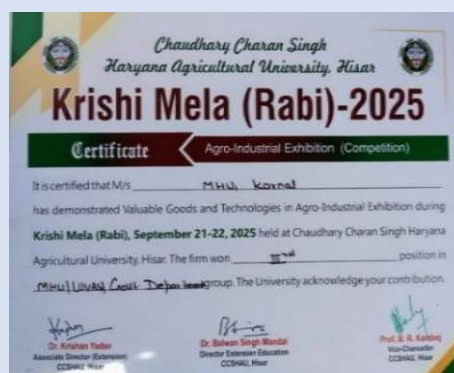 Chaudhary Charan Singh
Haryana Agricultural University, Hisar
Krishi Mela (Rabi)-2025
Certificate
Agro-Industrial Exhibition (Competition)
It is certified that M/s MHU, Karnal
has demonstrated Valuable Goods and Technologies in Agro-Industrial Exhibition during
Krishi Mela (Rabi), September 21-22, 2025 held at Chaudhary Charan Singh Haryana
Agricultural University, Hisar. The firm won IIIrd position in
MHU/LUVAS/ Govt. group. The University acknowledge your contribution.
Dr. Krishan Yadav
Associate Director (Extension)
CCSHAU, Hisar
Dr. Balwan Singh Mandal
Director Extension Education
CCSHAU, Hisar
Prof. B. R. Kamboj
Vice-Chancellor
CCSHAU, Hisar